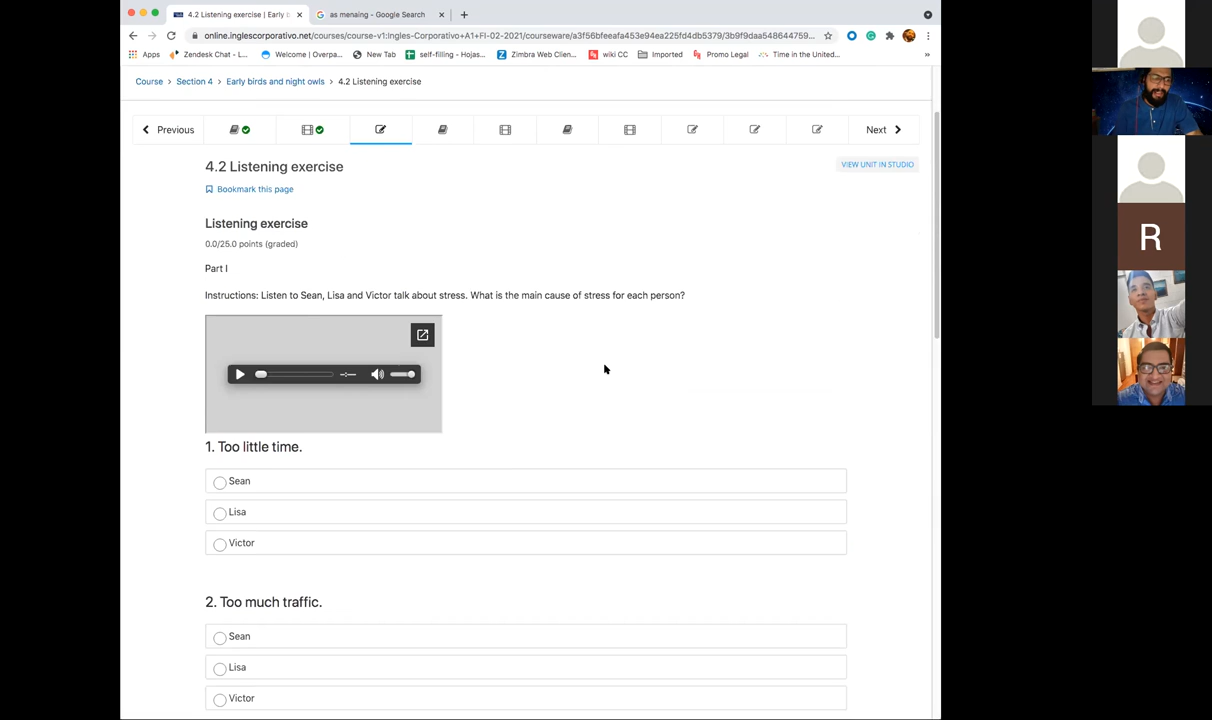 4.2 Listening exercise | Early b
as menaing - Google Search
online.inglescorporativo.net/courses/course-v1:Ingles-Corporativo+A1+FI-02-2021/courseware/a3f56bfeeafa453e94ea225fd4db5379/3b9f9daa548644759...
Apps
Zendesk Chat - L...
Welcome | Overpa...
New Tab
self-filling - Hojas...
Zimbra Web Clien...
wiki CC
Imported
Promo Legal
Time in the United...
»
Course > Section 4 > Early birds and night owls > 4.2 Listening exercise
Previous
Next
4.2 Listening exercise
VIEW UNIT IN STUDIO
Bookmark this page
Listening exercise
0.0/25.0 points (graded)
Part I
Instructions: Listen to Sean, Lisa and Victor talk about stress. What is the main cause of stress for each person?
-:--
1. Too little time.
Sean
Lisa
Victor
2. Too much traffic.
Sean
Lisa
Victor
R